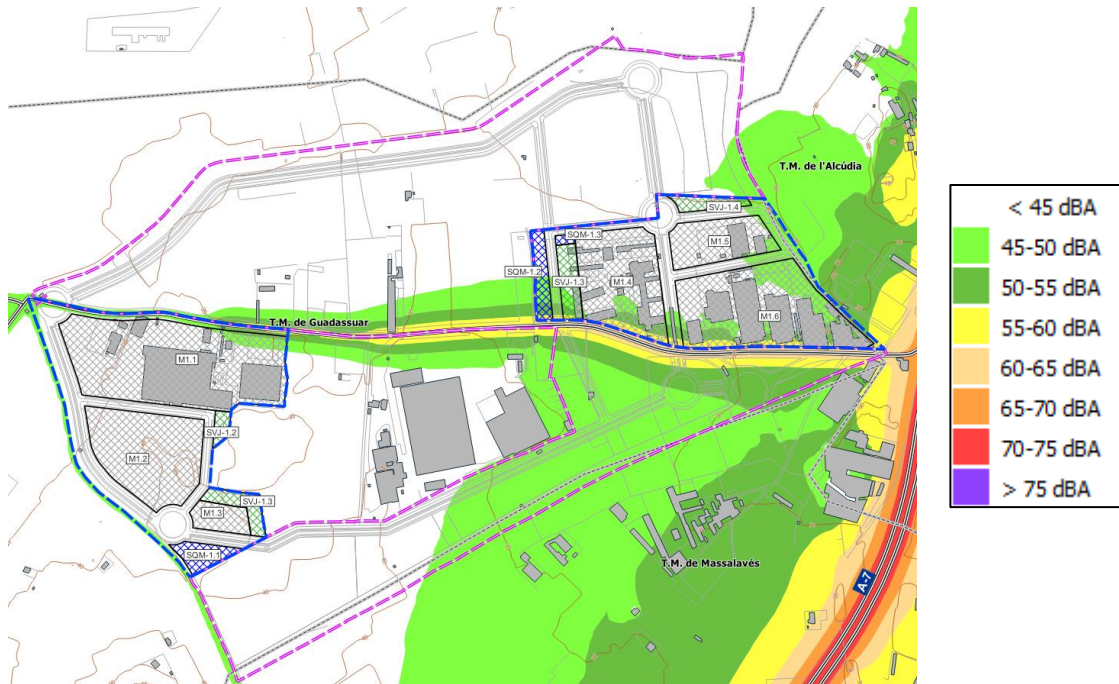 T.M. de l'Alcúdia
SVJ-1.4
SQM-1.3
M1.5
SQM-1.2
SVJ-1.3
M1.4
M1.6
T.M. de Guadassuar
M1.1
SVJ-1.2
M1.2
SVJ-1.3
M1.3
SQM-1.1
T.M. de Massalavés
A-7
< 45 dBA
45-50 dBA
50-55 dBA
55-60 dBA
60-65 dBA
65-70 dBA
70-75 dBA
> 75 dBA